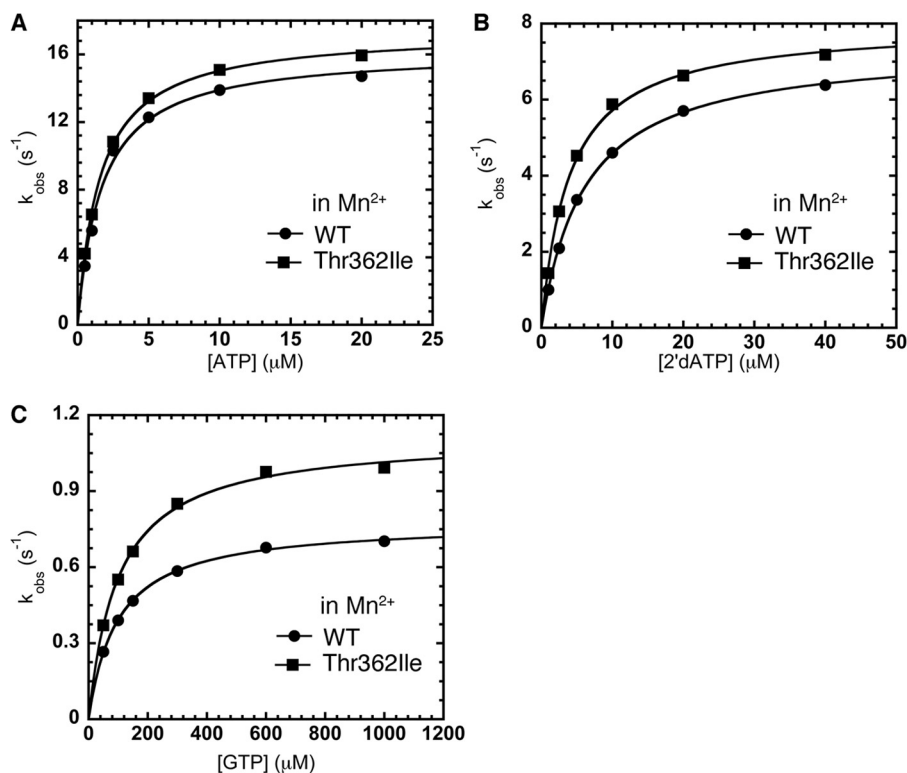 A
k_obs (s⁻¹)
16
12
8
4
0
in Mn²⁺
WT
Thr362Ile
0 5 10 15 20 25
[ATP] (μM)
B
k_obs (s⁻¹)
8
6
4
2
0
in Mn²⁺
WT
Thr362Ile
0 10 20 30 40 50
[2'dATP] (μM)
C
k_obs (s⁻¹)
1.2
0.9
0.6
0.3
0
in Mn²⁺
WT
Thr362Ile
0 200 400 600 800 1000 1200
[GTP] (μM)